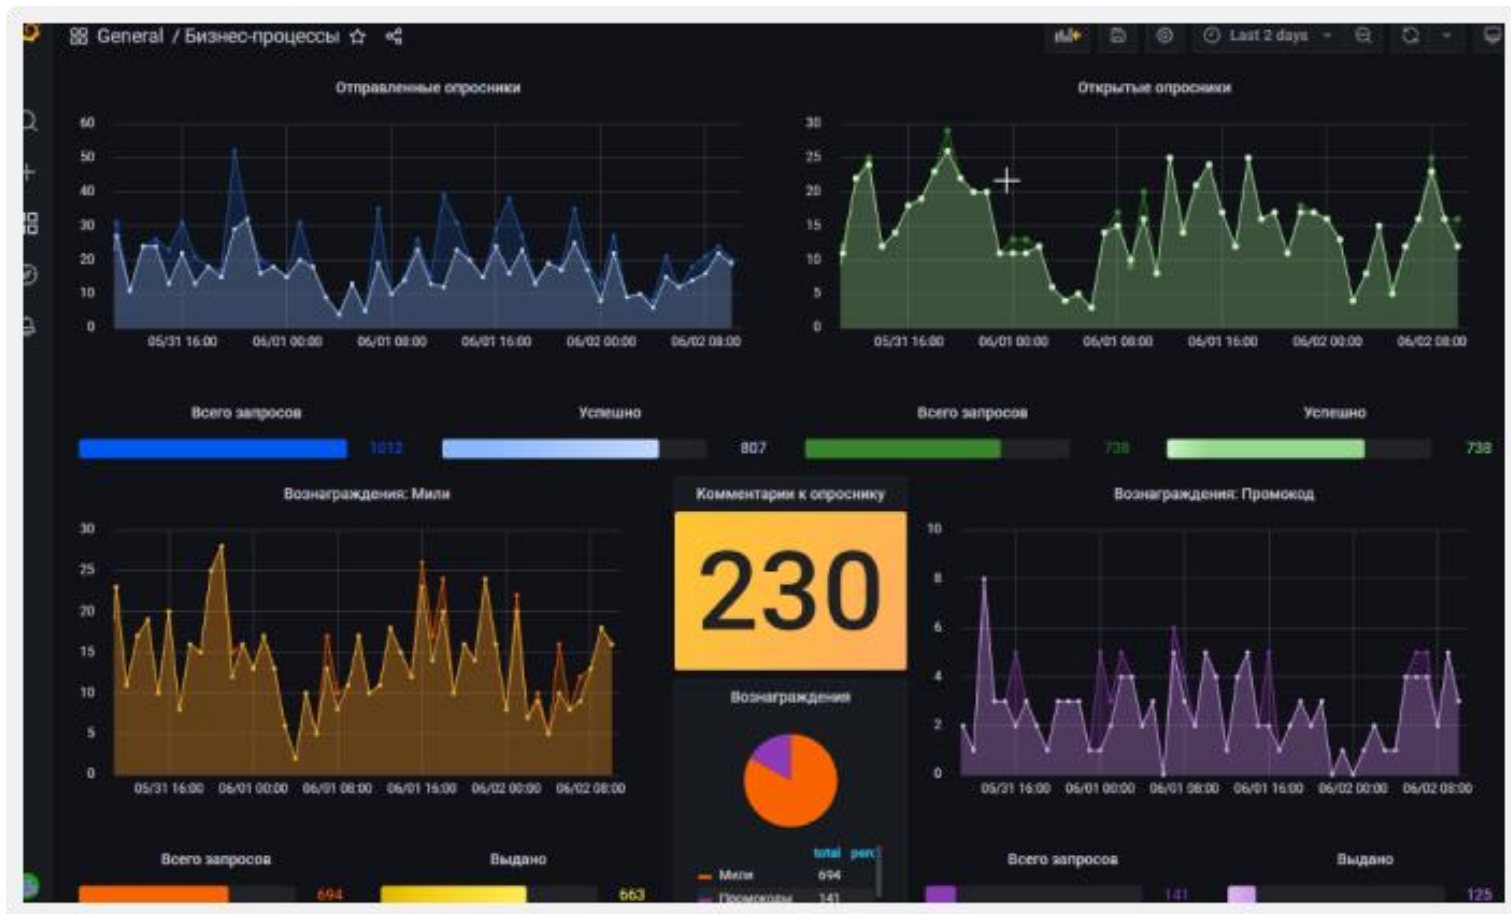 General / Бизнес-процессы
Last 2 days
Отправленные опросники
60
50
40
30
20
10
0
05/31 16:00 06/01 00:00 06/01 08:00 06/01 16:00 06/02 00:00 06/02 08:00
Открытые опросники
30
25
20
15
10
5
0
05/31 16:00 06/01 00:00 06/01 08:00 06/01 16:00 06/02 00:00 06/02 08:00
Всего запросов
1012
Успешно
807
Всего запросов
738
Успешно
738
Вознаграждения: Мили
30
25
20
15
10
5
0
05/31 16:00 06/01 00:00 06/01 08:00 06/01 16:00 06/02 00:00 06/02 08:00
Комментарии к опроснику
230
Вознаграждения
total perc
Мили 694
Промокоды 141
Вознаграждения: Промокод
10
8
6
4
2
0
05/31 16:00 06/01 00:00 06/01 08:00 06/01 16:00 06/02 00:00 06/02 08:00
Всего запросов
694
Выдано
663
Всего запросов
141
Выдано
125